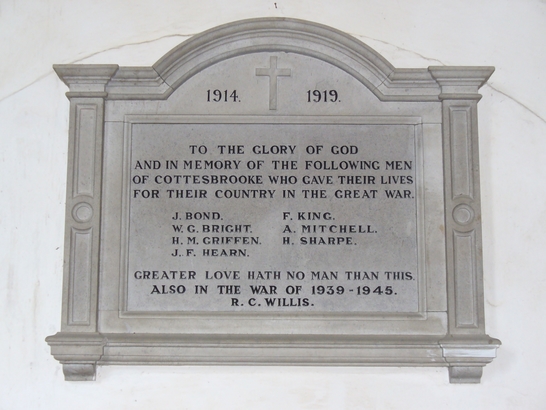 1914. 1919.
TO THE GLORY OF GOD
AND IN MEMORY OF THE FOLLOWING MEN
OF COTTESBROOKE WHO GAVE THEIR LIVES
FOR THEIR COUNTRY IN THE GREAT WAR.
J. BOND. F. KING.
W. G. BRIGHT. A. MITCHELL.
H. M. GRIFFEN. H. SHARPE.
J. F. HEARN.
GREATER LOVE HATH NO MAN THAN THIS.
ALSO IN THE WAR OF 1939-1945.
R. C. WILLIS.